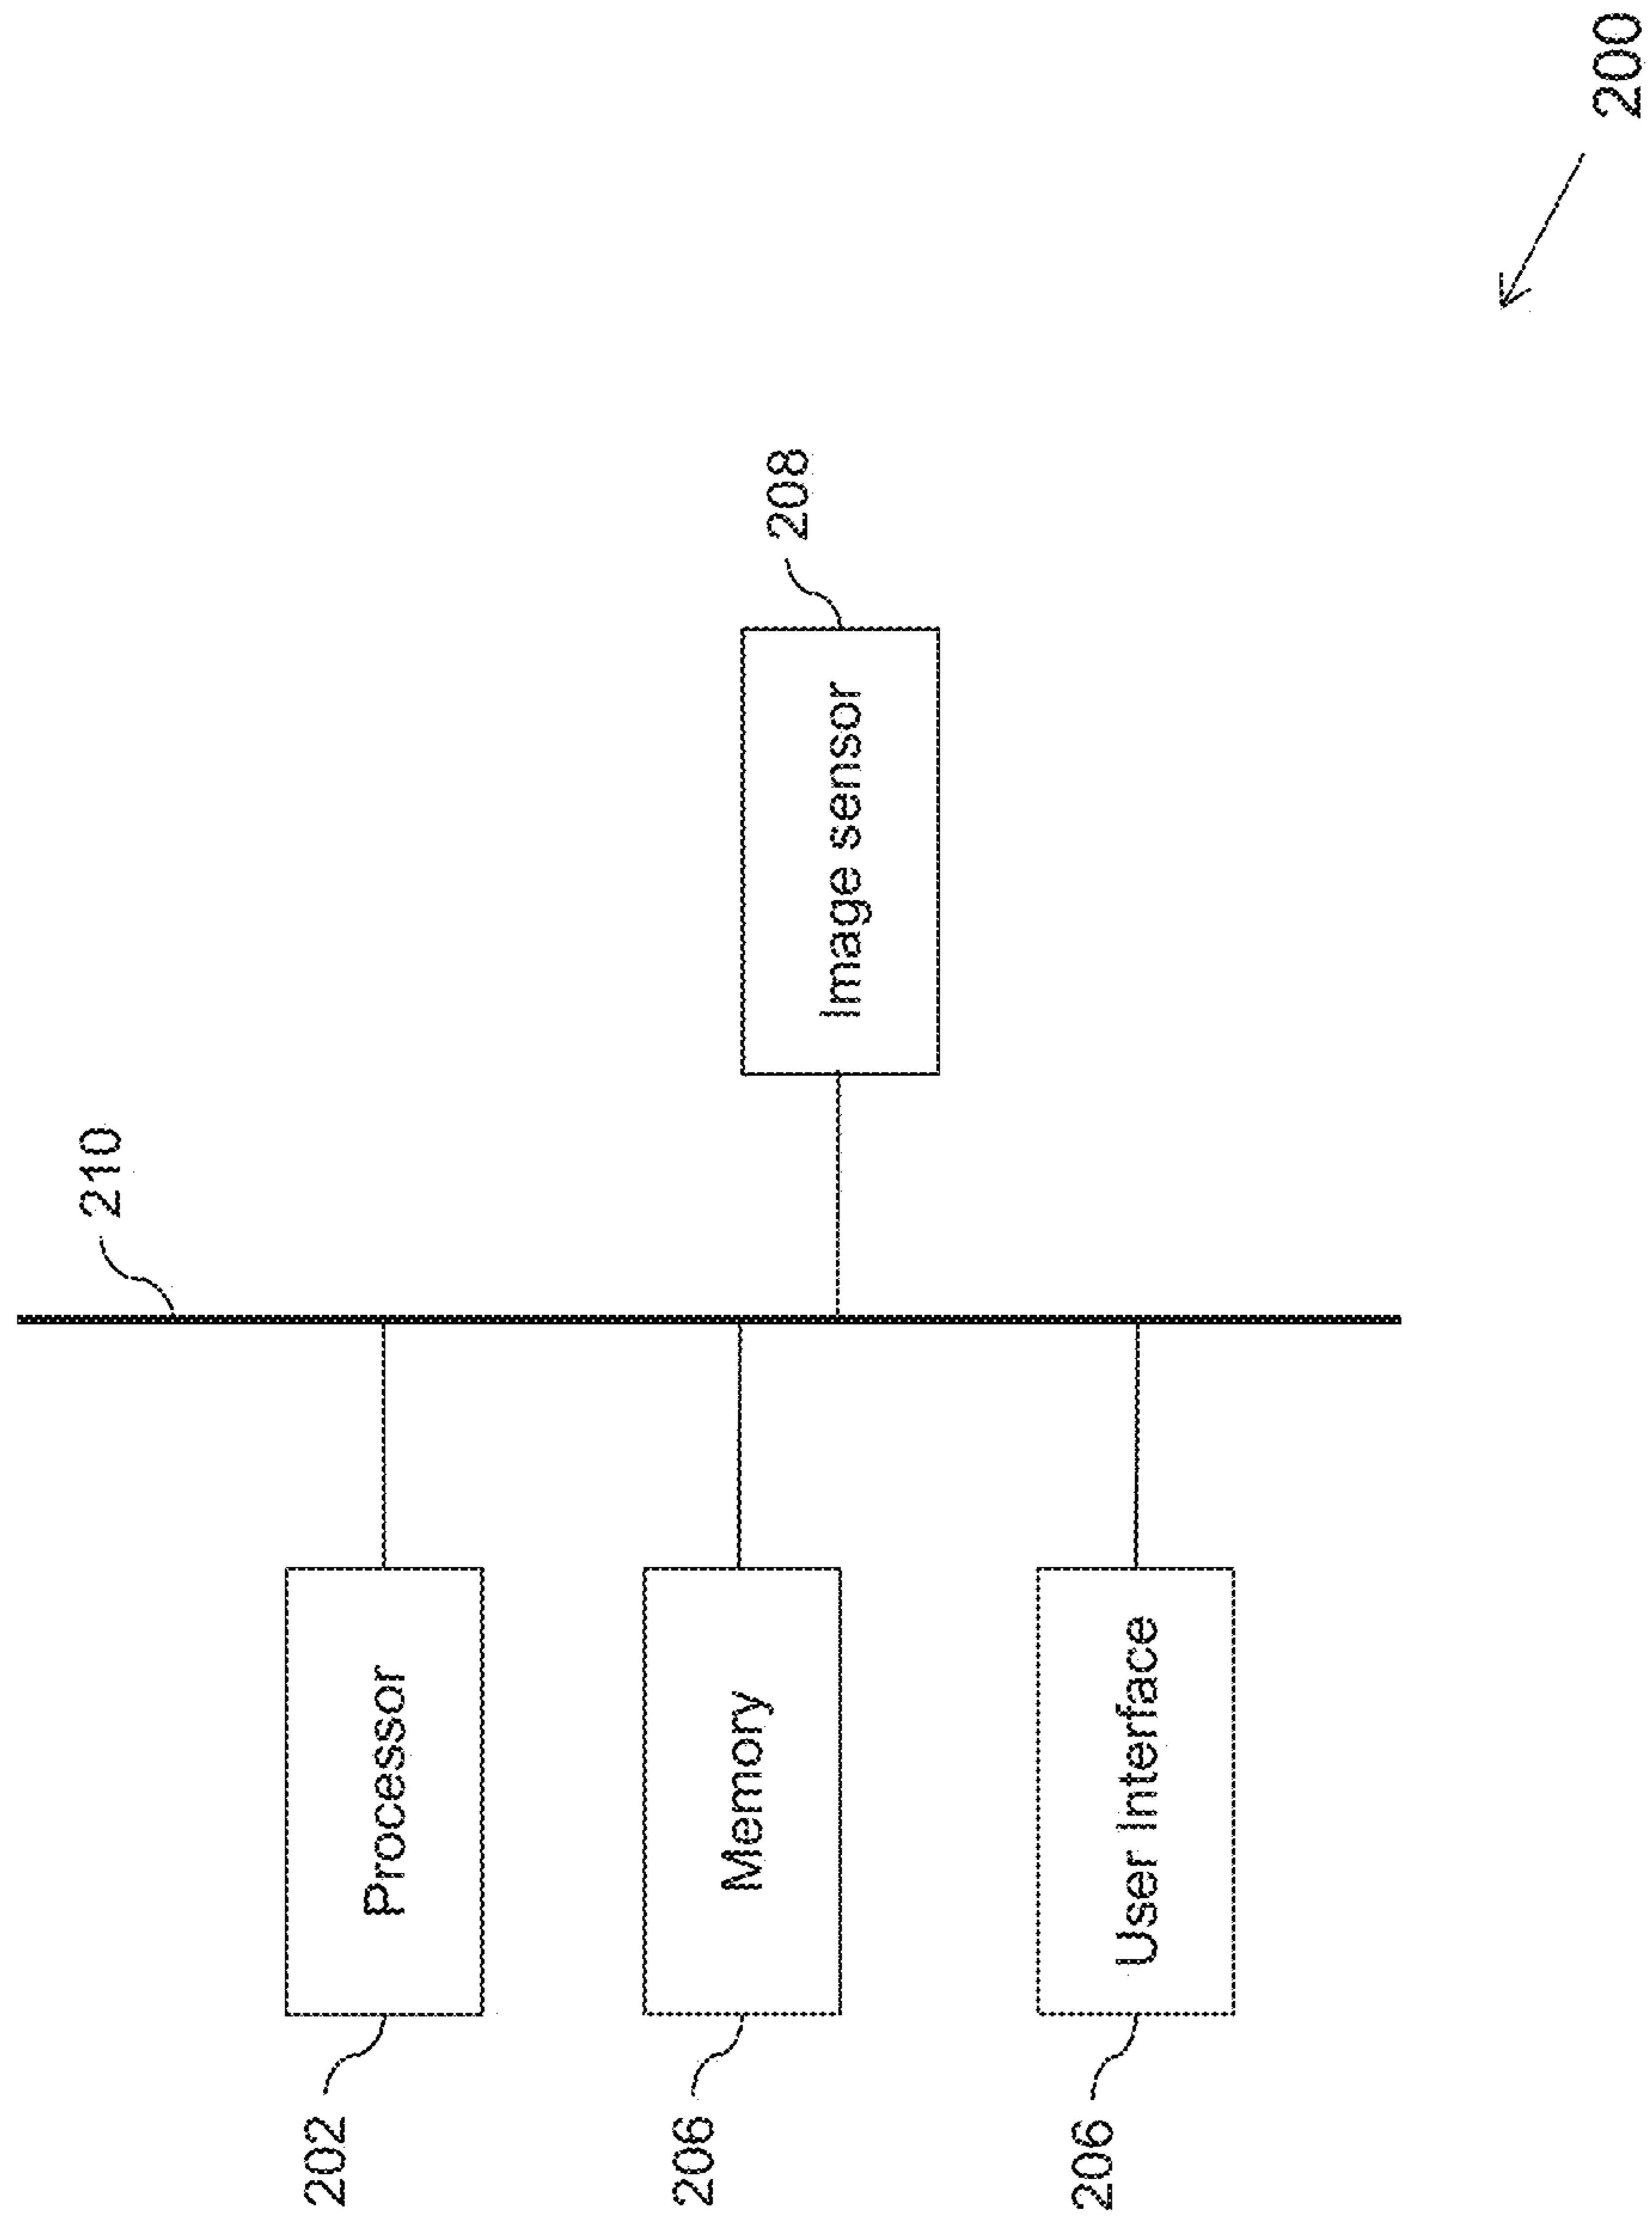 210
202
Processor
206
Memory
Image sensor
208
206
User Interface
200